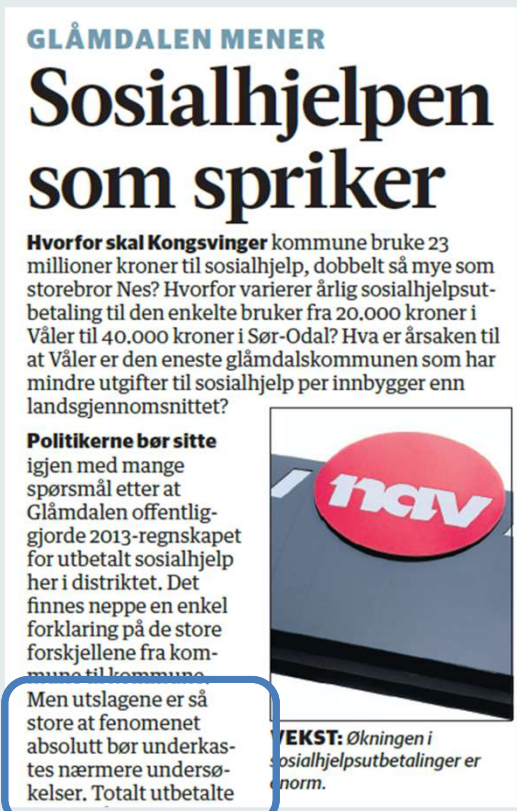 GLÅMDALEN MENER
Sosialhjelpen
som spriker
Hvorfor skal Kongsvinger kommune bruke 23
millioner kroner til sosialhjelp, dobbelt så mye som
storebror Nes? Hvorfor varierer årlig sosialhjelpsut-
betaling til den enkelte bruker fra 20.000 kroner i
Våler til 40.000 kroner i Sør-Odal? Hva er årsaken til
at Våler er den eneste glåmdalskommunen som har
mindre utgifter til sosialhjelp per innbygger enn
landsgjennomsnittet?
Politikerne bør sitte
igjen med mange
spørsmål etter at
Glåmdalen offentlig-
gjorde 2013-regnskapet
for utbetalt sosialhjelp
her i distriktet. Det
finnes neppe en enkel
forklaring på de store
forskjellene fra kom-
mune til kommune.
Men utslagene er så
store at fenomenet
absolutt bør underkas-
tes nærmere undersø-
kelser. Totalt utbetalte
nav
VEKST: Økningen i
sosialhjelpsutbetalinger er
enorm.